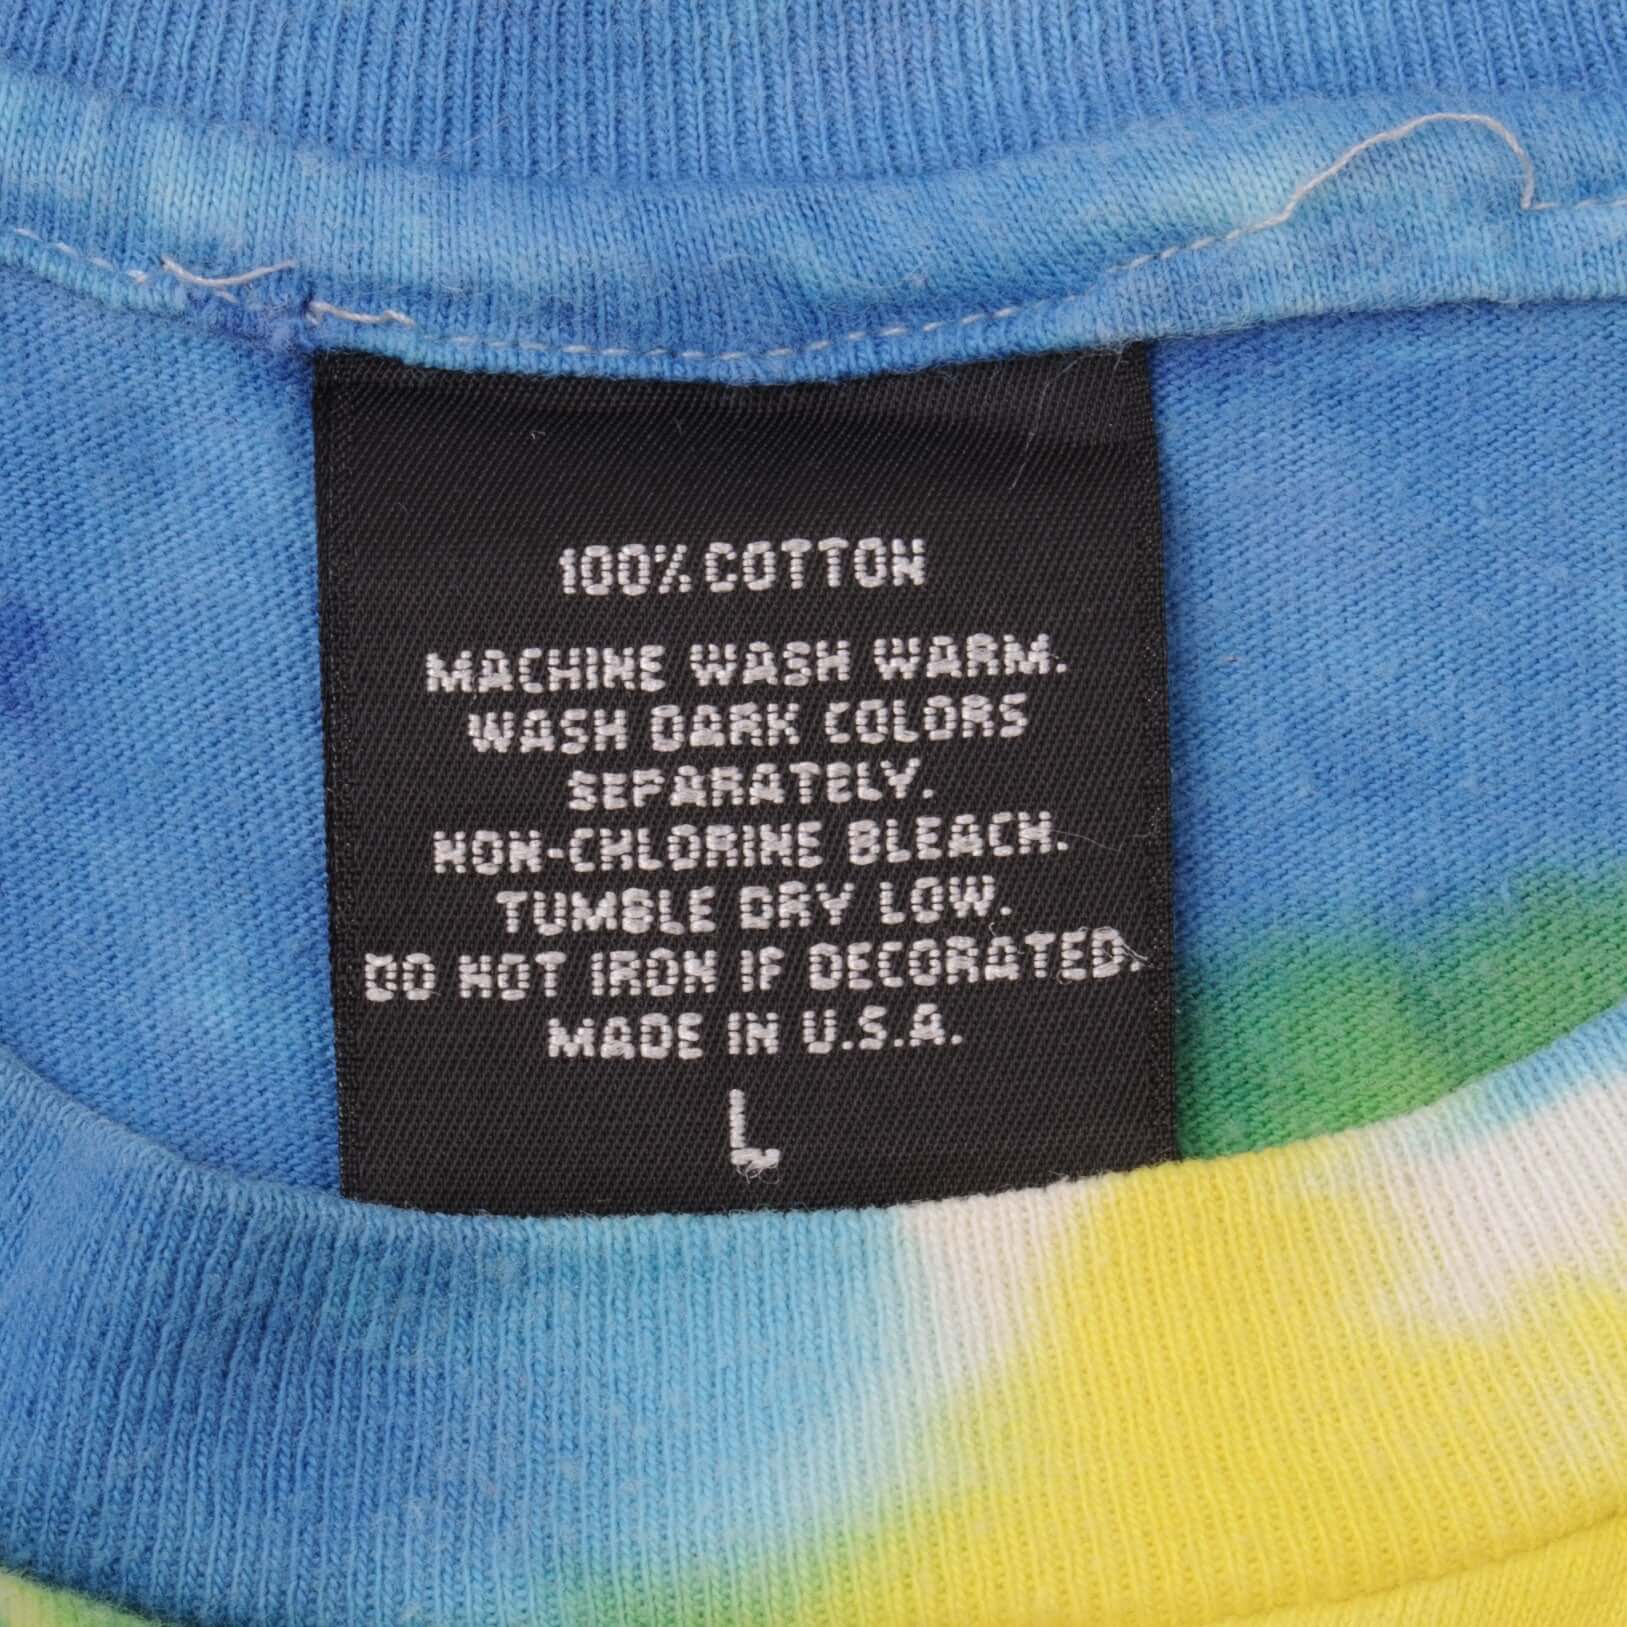 100% COTTON
MACHINE WASH WARM.
WASH DARK COLORS
SEPARATELY.
NON-CHLORINE BLEACH.
TUMBLE DRY LOW.
DO NOT IRON IF DECORATED.
MADE IN U.S.A.
L